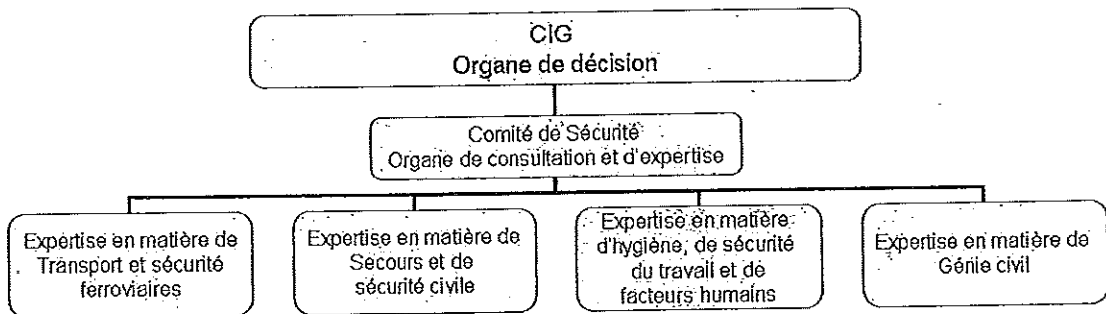 CIG
Organe de décision
Comité de Sécurité
Organe de consultation et d'expertise
Expertise en matière de
Transport et sécurité
ferroviaires
Expertise en matière de
Secours et de
sécurité civile
Expertise en matière
d'hygiène, de sécurité
du travail et de
facteurs humains
Expertise en matière de
Génie civil